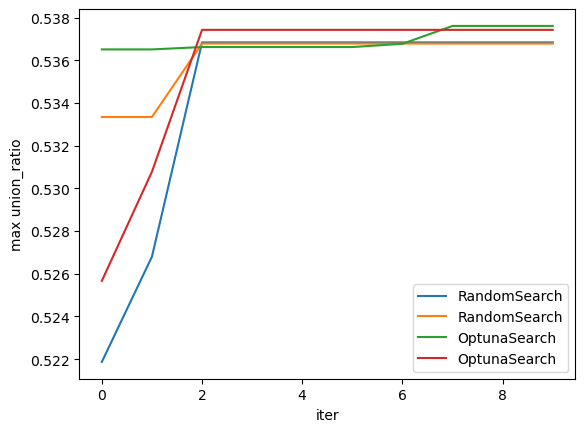 0.538
0.536
0.534
0.532
0.530
0.528
0.526
0.524
0.522
max union_ratio
0 2 4 6 8
iter
RandomSearch
RandomSearch
OptunaSearch
OptunaSearch